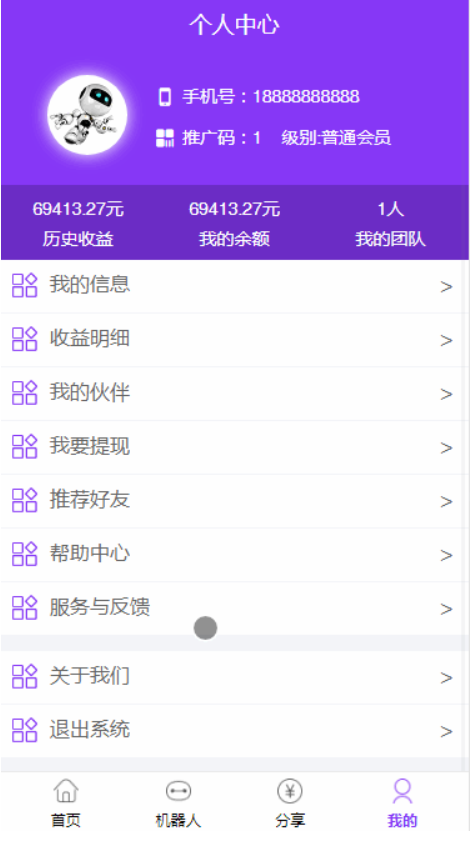 个人中心
手机号：18888888888
推广码：1 级别:普通会员
69413.27元 69413.27元 1人
历史收益 我的余额 我的团队
我的信息 >
收益明细 >
我的伙伴 >
我要提现 >
推荐好友 >
帮助中心 >
服务与反馈 >
关于我们 >
退出系统 >
首页 机器人 分享 我的